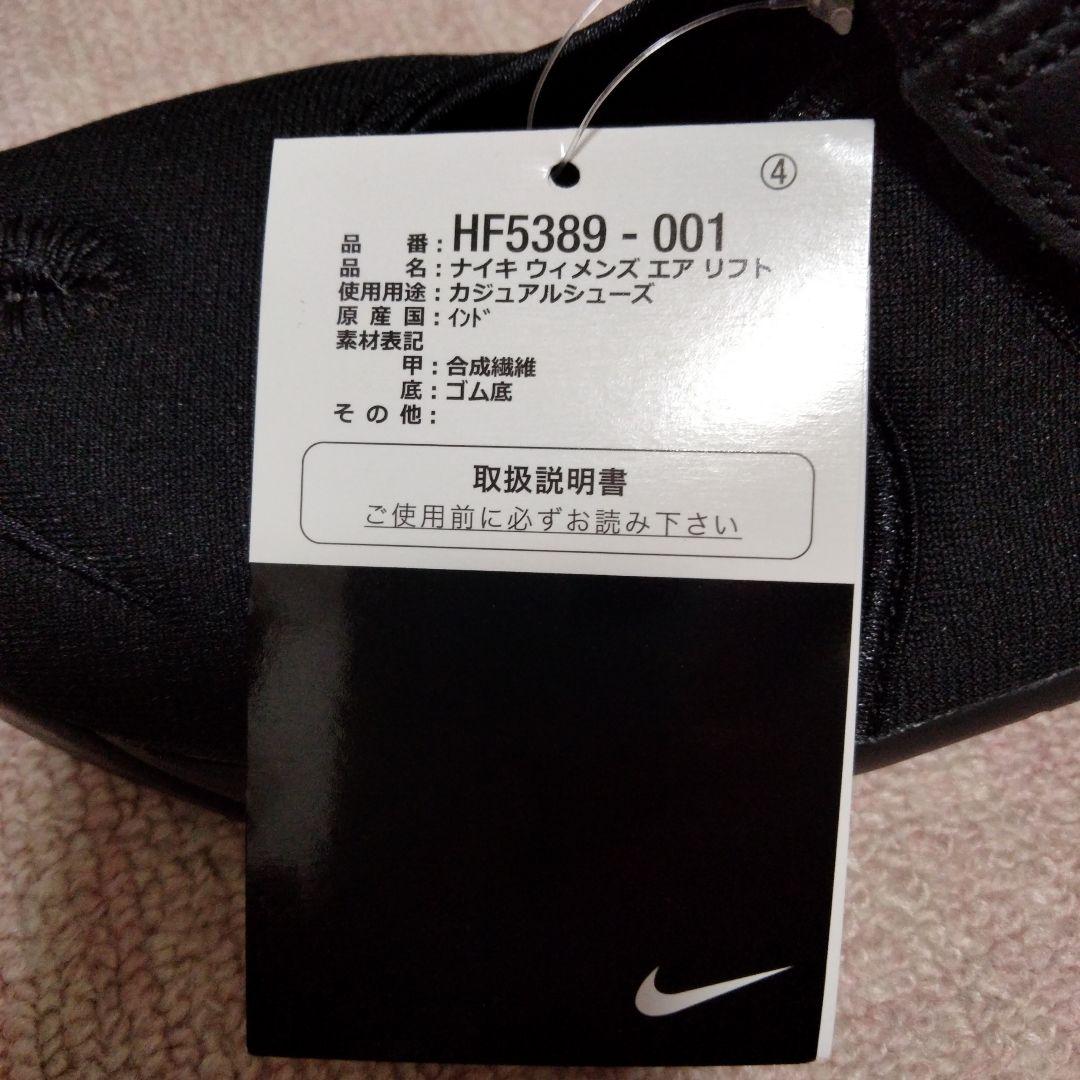 ④
品番：HF5389 - 001
品名：ナイキ ウィメンズ エア リフト
使用用途：カジュアルシューズ
原産国：ｲﾝﾄﾞ
素材表記
甲：合成繊維
底：ゴム底
その他：
取扱説明書
ご使用前に必ずお読み下さい